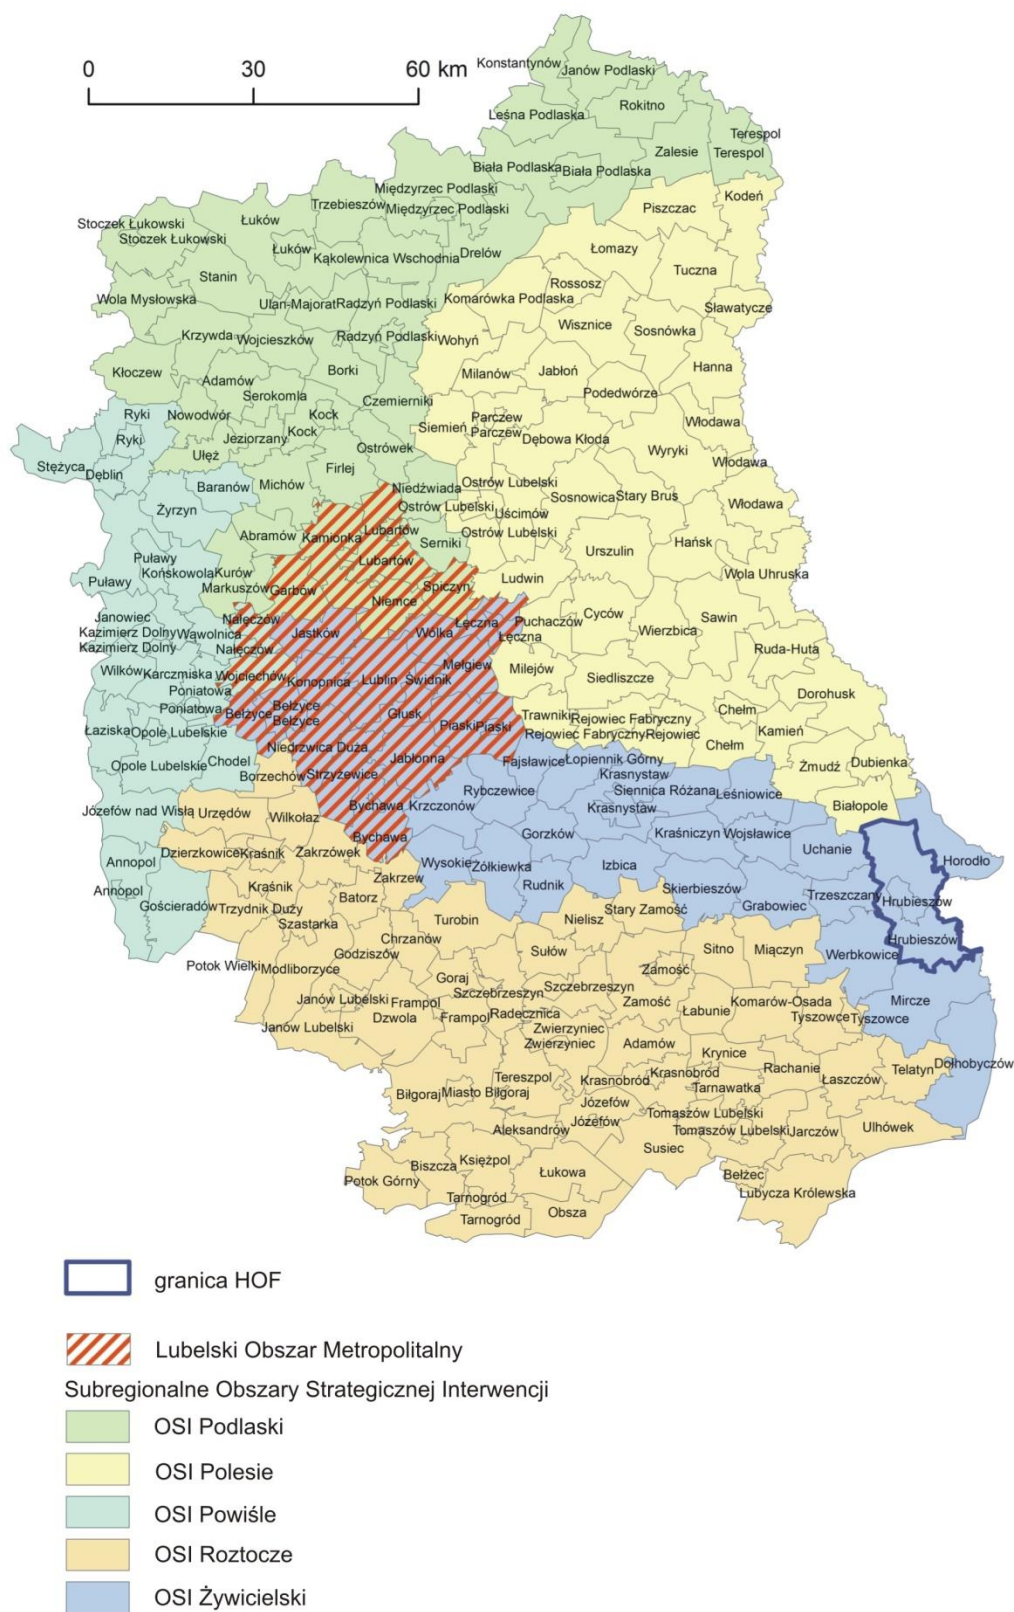 0 30 60 km
Konstantynów
Janów Podlaski
Rokitno
Leśna Podlaska
Terespol
Zalesie
Terespol
Biała Podlaska
Biała Podlaska
Międzyrzec Podlaski
Kodeń
Trzebieszów
Międzyrzec Podlaski
Piszczac
Łuków
Stoczek Łukowski
Stoczek Łukowski
Łuków
Kąkolewnica Wschodnia
Drelów
Łomazy
Stanin
Tuczna
Rossosz
Wola Mysłowska
Ulan-Majorat
Radzyń Podlaski
Komarówka Podlaska
Sławatycze
Wisznice
Sosnówka
Krzywda
Wojcieszków
Radzyń Podlaski
Wohyń
Hanna
Kłoczew
Borki
Milanów
Jabłoń
Adamów
Podedwórze
Serokomla
Czemierniki
Ryki
Nowodwór
Kock
Parczew
Siemień
Włodawa
Ryki
Jeziorzany
Kock
Parczew
Dębowa Kłoda
Ostrówek
Wyryki
Ułęż
Włodawa
Stężyca
Dęblin
Firlej
Baranów
Michów
Niedźwiada
Ostrów Lubelski
Sosnowica
Stary Brus
Włodawa
Żyrzyn
Ostrów Lubelski
Uścimów
Abramów
Kamionka
Lubartów
Ostrów Lubelski
Serniki
Hańsk
Urszulin
Puławy
Lubartów
Końskowola
Kurów
Wola Uhruska
Puławy
Markuszów
Garbów
Spiczyn
Ludwin
Niemce
Janowiec
Nałęczów
Łęczna
Puchaczów
Cyców
Sawin
Kazimierz Dolny
Wąwolnica
Jastków
Wólka
Łęczna
Wierzbica
Kazimierz Dolny
Nałęczów
Ruda-Huta
Wilków
Karczmiska
Wojciechów
Konopnica
Lublin
Świdnik
Mełgiew
Milejów
Siedliszcze
Poniatowa
Dorohusk
Poniatowa
Bełżyce
Bełżyce
Bełżyce
Głusk
Trawniki
Rejowiec Fabryczny
Chełm
Łaziska
Opole Lubelskie
Piaski
Piaski
Rejowiec Fabryczny
Rejowiec
Kamień
Niedrzwica Duża
Jabłonna
Chełm
Opole Lubelskie
Chodel
Fajsławice
Łopiennik Górny
Dubienka
Borzechów
Strzyżewice
Krasnystaw
Żmudź
Rybczewice
Siennica Różana
Leśniowice
Józefów nad Wisłą
Urzędów
Wilkołaz
Bychawa
Krzczonów
Krasnystaw
Białopole
Bychawa
Gorzków
Kraśniczyn
Wojsławice
Dzierzkowice
Kraśnik
Zakrzówek
Uchanie
Annopol
Wysokie
Żółkiewka
Izbica
Horodło
Zakrzew
Annopol
Kraśnik
Rudnik
Skierbieszów
Trzeszczany
Batorz
Gościeradów
Trzydnik Duży
Grabowiec
Hrubieszów
Turobin
Nielisz
Stary Zamość
Szastarka
Chrzanów
Hrubieszów
Godziszów
Sułów
Sitno
Miączyn
Werbkowice
Potok Wielki
Modliborzyce
Goraj
Zamość
Szczebrzeszyn
Szczebrzeszyn
Janów Lubelski
Frampol
Zamość
Komarów-Osada
Mircze
Dzwola
Frampol
Radecznica
Łabunie
Tyszowce
Tyszowce
Janów Lubelski
Zwierzyniec
Zwierzyniec
Adamów
Krynice
Dołhobyczów
Rachanie
Telatyn
Tereszpol
Krasnobród
Krasnobród
Łaszczów
Biłgoraj
Miasto Biłgoraj
Tarnawatka
Józefów
Tomaszów Lubelski
Józefów
Aleksandrów
Tomaszów Lubelski
Jarczów
Ulhówek
Susiec
Biszcza
Księżpol
Łukowa
Bełżec
Potok Górny
Lubycza Królewska
Tarnogród
Obsza
Tarnogród
granica HOF
Lubelski Obszar Metropolitalny
Subregionalne Obszary Strategicznej Interwencji
OSI Podlaski
OSI Polesie
OSI Powiśle
OSI Roztocze
OSI Żywicielski